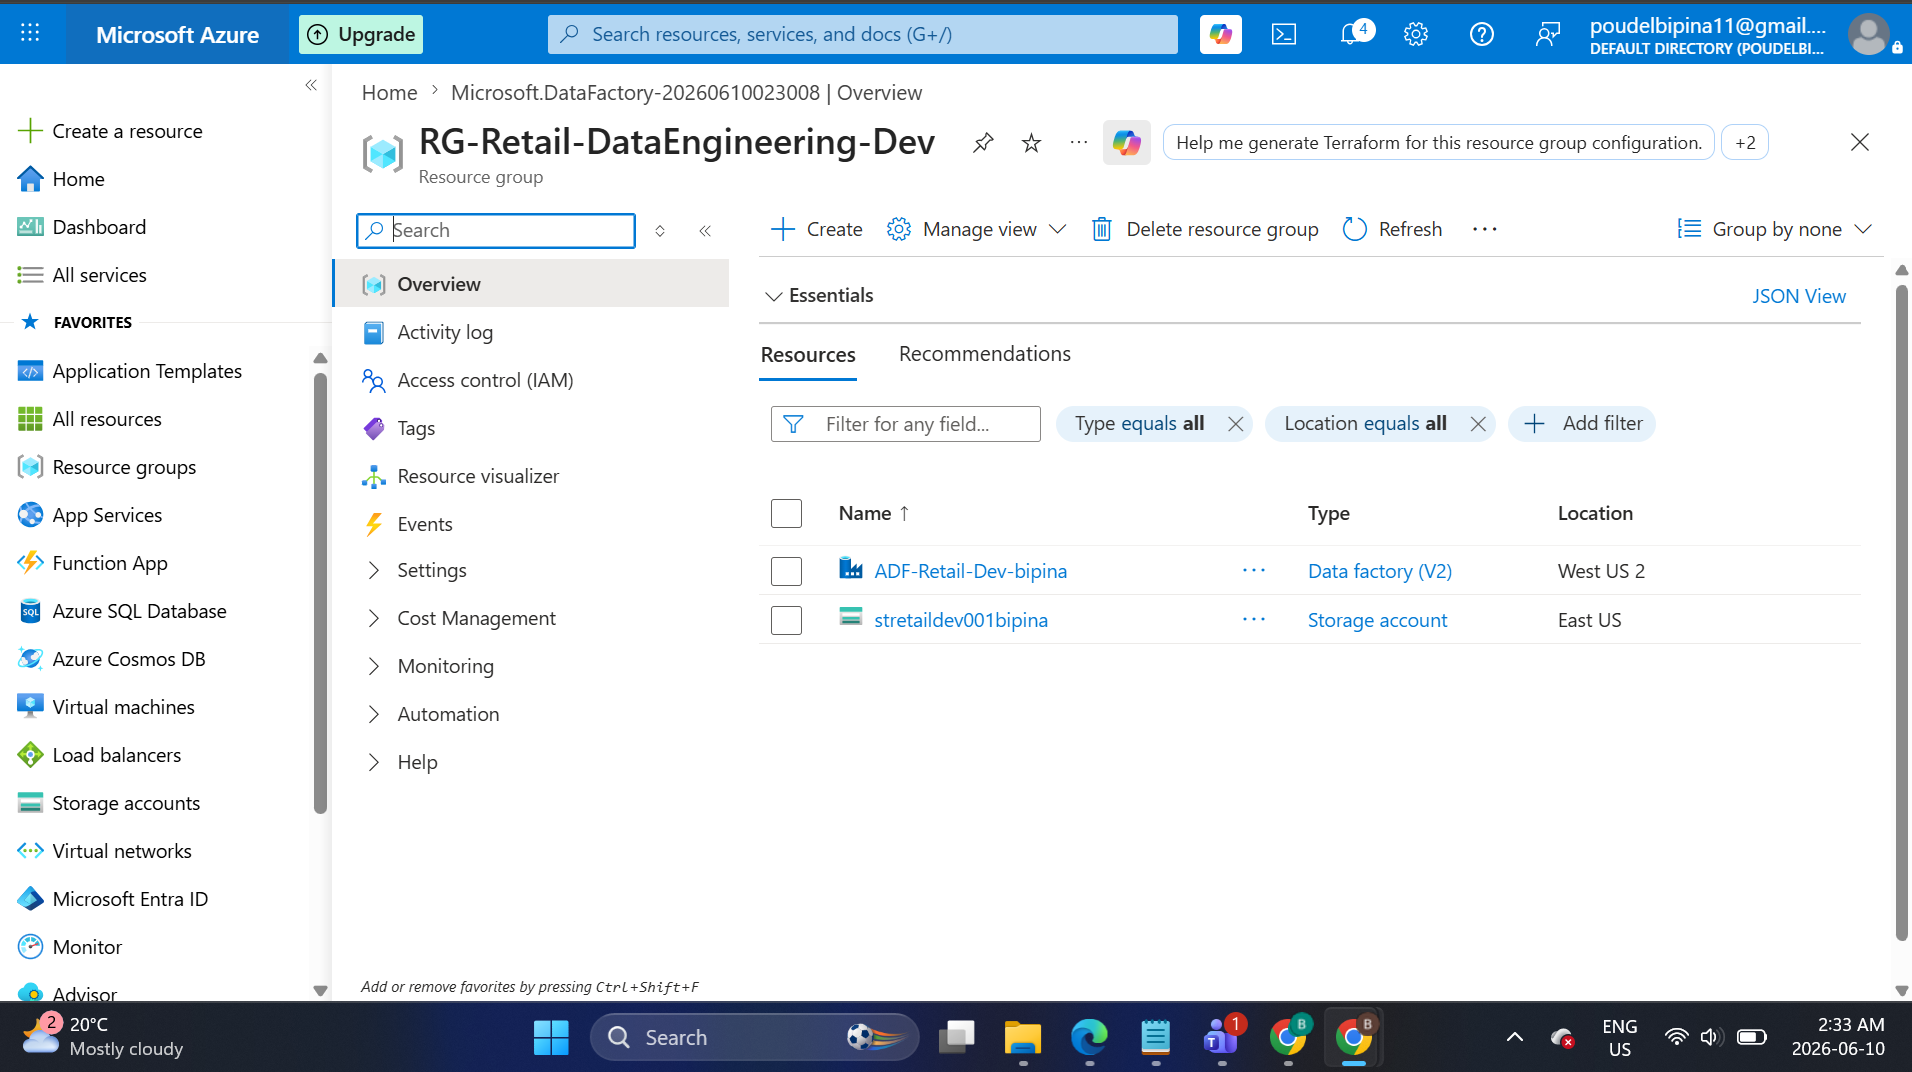 Microsoft Azure
Upgrade
Search resources, services, and docs (G+/)
4
poudelbipina11@gmail....
DEFAULT DIRECTORY (POUDELBI...
Create a resource
Home
Dashboard
All services
FAVORITES
Application Templates
All resources
Resource groups
App Services
Function App
Azure SQL Database
Azure Cosmos DB
Virtual machines
Load balancers
Storage accounts
Virtual networks
Microsoft Entra ID
Monitor
Advisor
Home > Microsoft.DataFactory-20260610023008 | Overview
RG-Retail-DataEngineering-Dev
Resource group
Help me generate Terraform for this resource group configuration.
+2
Search
Overview
Activity log
Access control (IAM)
Tags
Resource visualizer
Events
Settings
Cost Management
Monitoring
Automation
Help
Add or remove favorites by pressing Ctrl+Shift+F
Create Manage view Delete resource group Refresh ... Group by none
Essentials JSON View
Resources Recommendations
Filter for any field... Type equals all Location equals all Add filter
Name ↑ Type Location
ADF-Retail-Dev-bipina ... Data factory (V2) West US 2
stretaildev001bipina ... Storage account East US
2
20°C
Mostly cloudy
Search
1
B
B
ENG
US
2:33 AM
2026-06-10